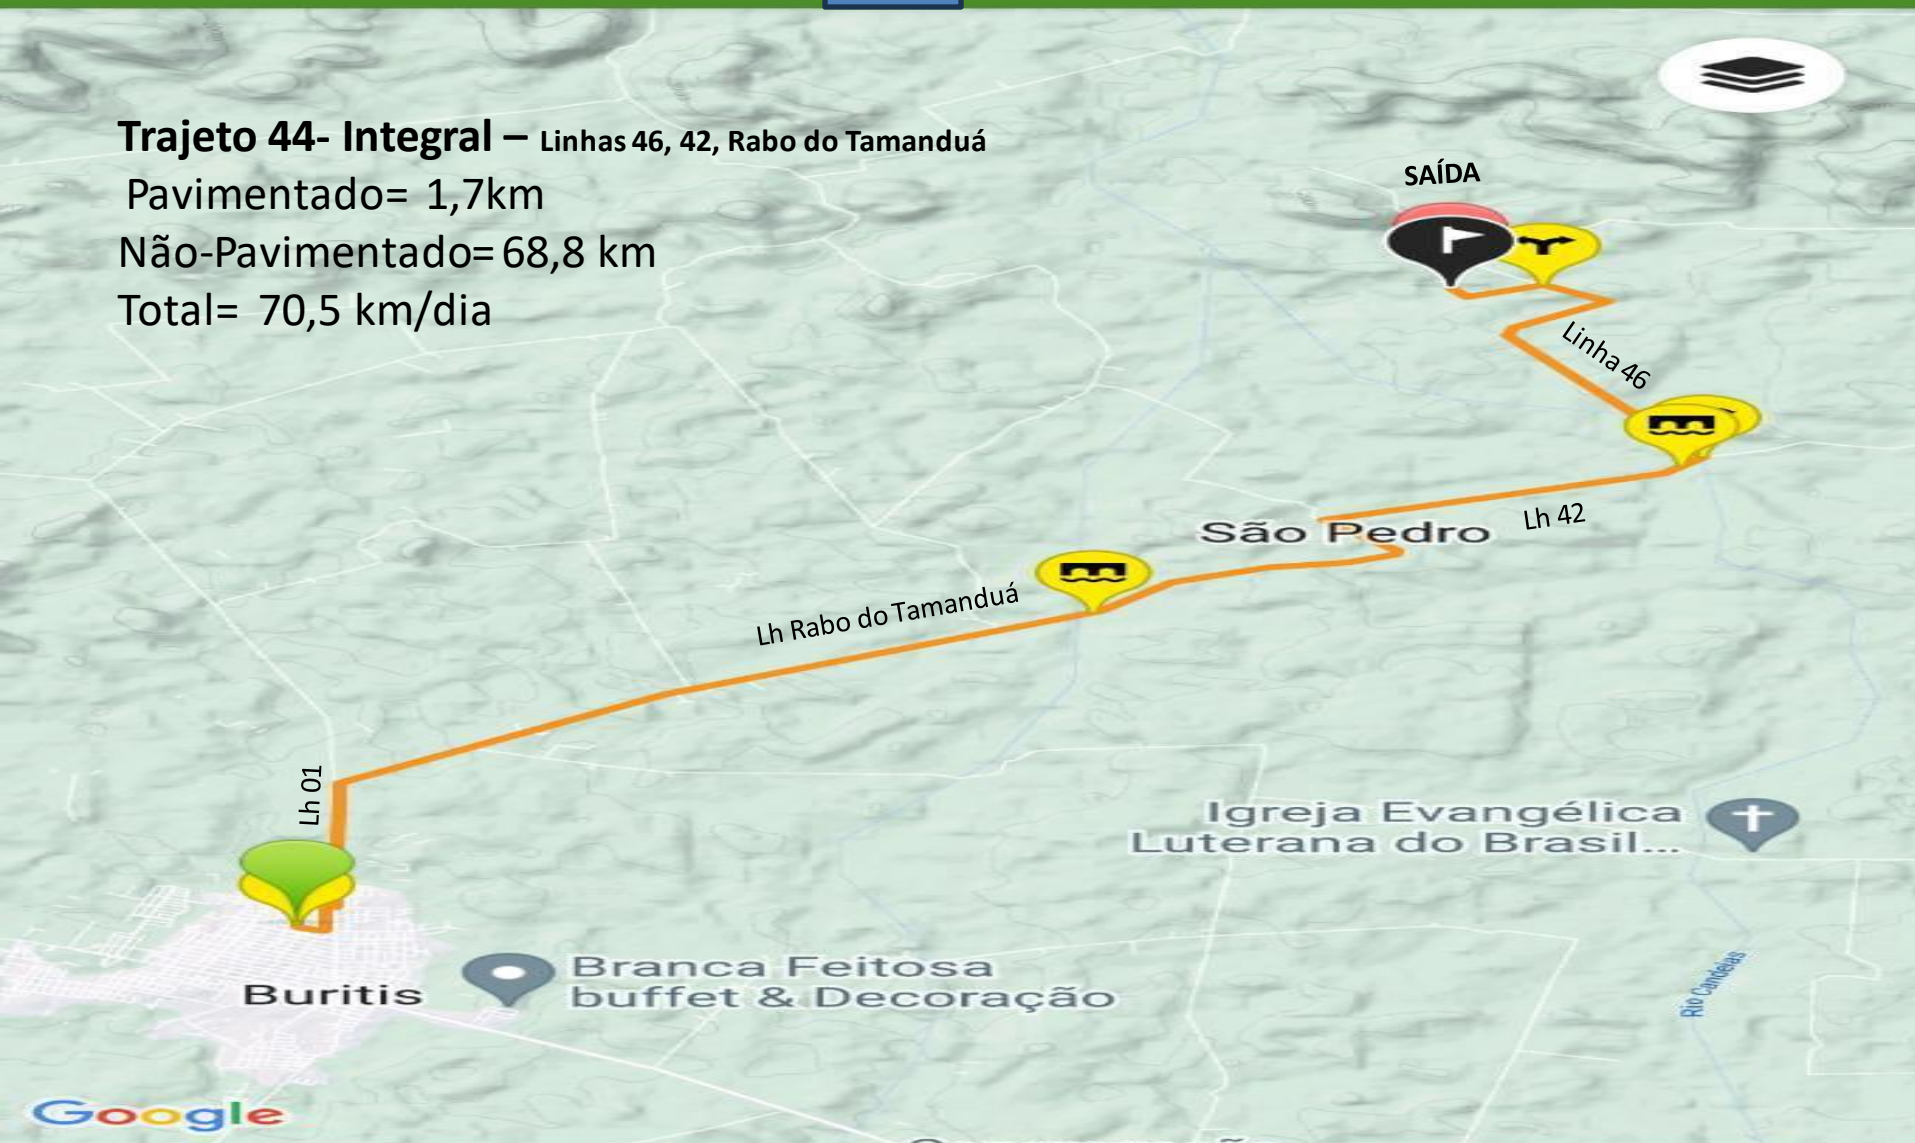 Trajeto 44- Integral – Linhas 46, 42, Rabo do Tamanduá
Pavimentado= 1,7km
Não-Pavimentado= 68,8 km
Total= 70,5 km/dia
SAÍDA
Linha 46
Lh 42
São Pedro
Lh Rabo do Tamanduá
Lh 01
Igreja Evangélica
Luterana do Brasil...
Branca Feitosa
buffet & Decoração
Buritis
Rio Candeias
Google